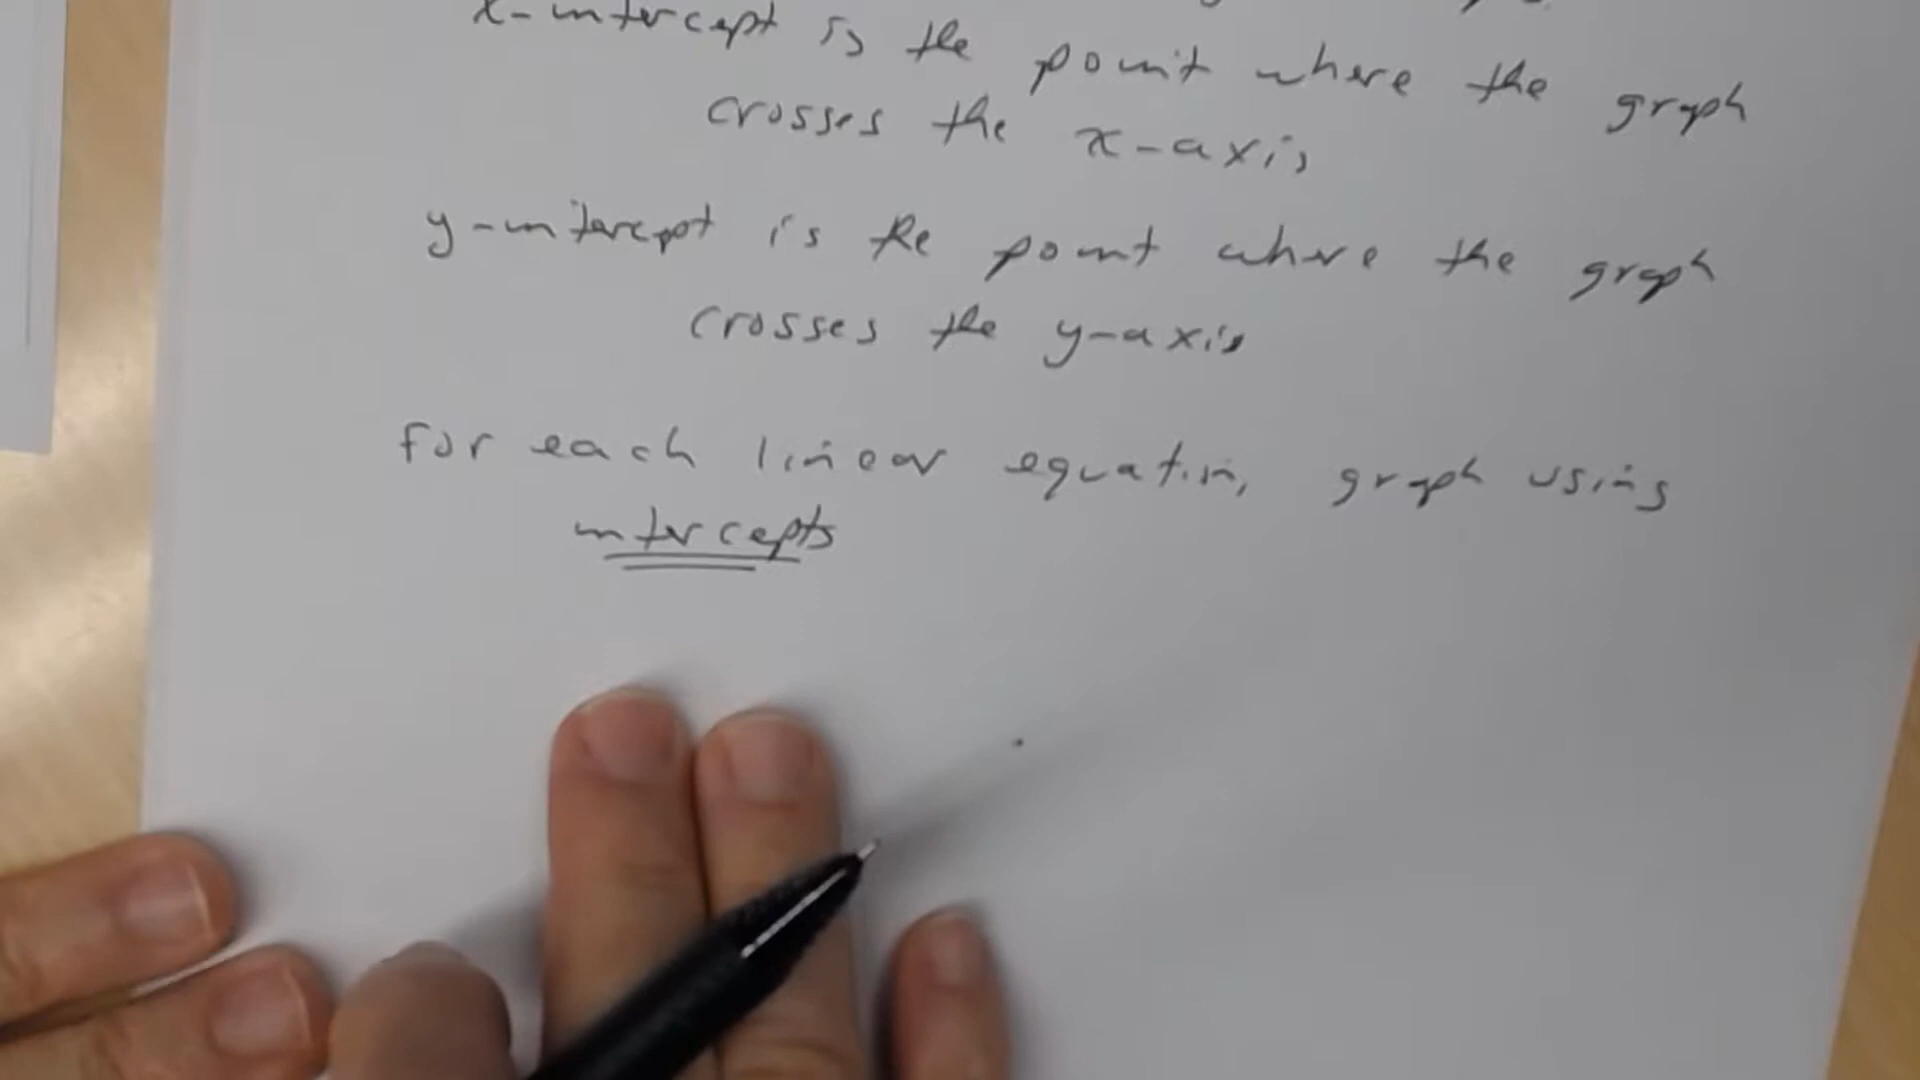 x-intercept is the point where the graph
crosses the x-axis
y-intercept is the point where the graph
crosses the y-axis
For each linear equation, graph using
intercepts